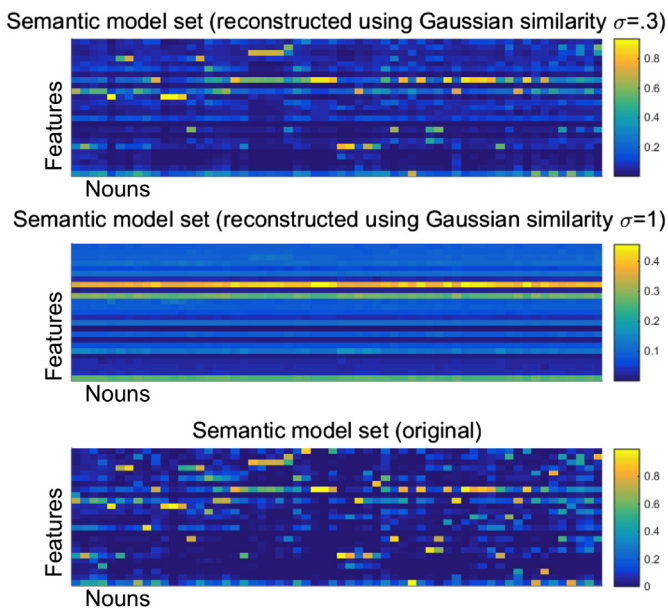 Semantic model set (reconstructed using Gaussian similarity σ=.3)
Features
0.8
0.6
0.4
0.2
Nouns
Semantic model set (reconstructed using Gaussian similarity σ=1)
Features
0.4
0.3
0.2
0.1
Nouns
Semantic model set (original)
Features
0.8
0.6
0.4
0.2
0
Nouns